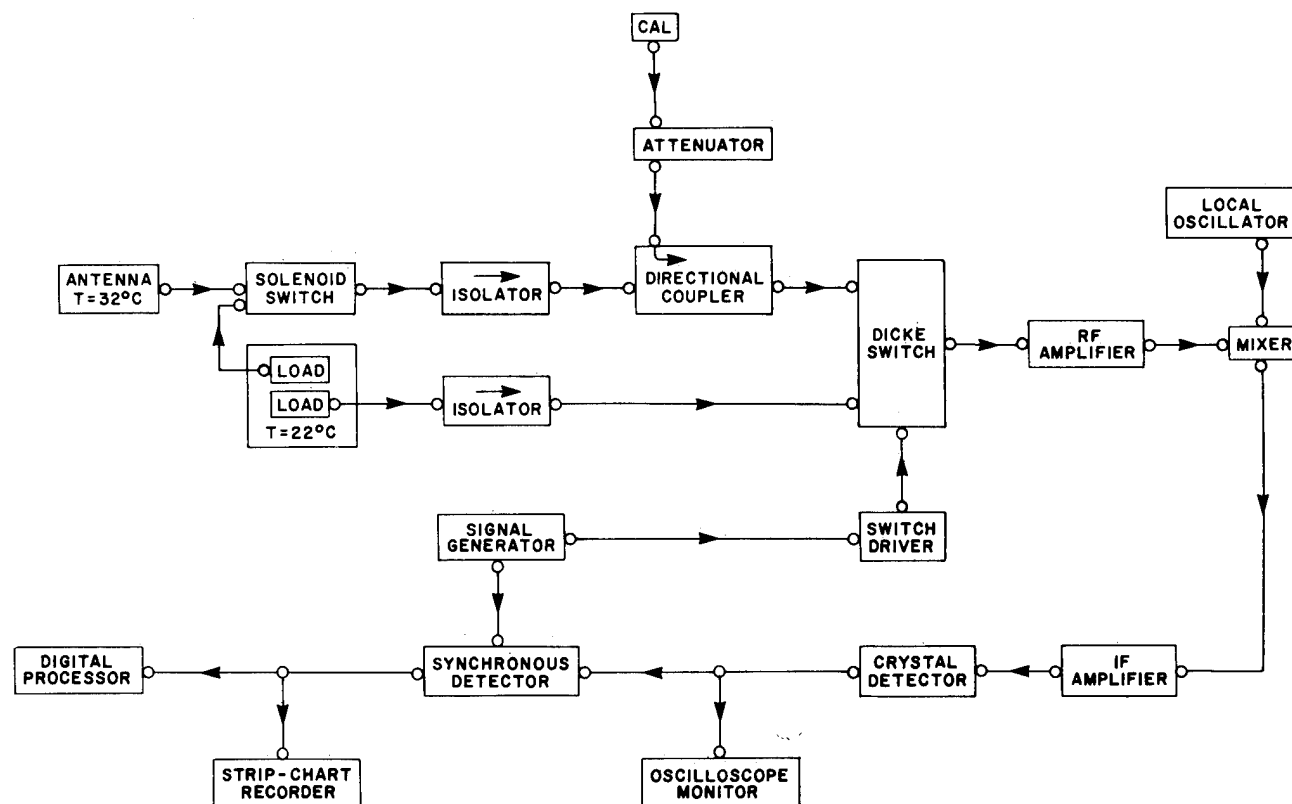 CAL
ATTENUATOR
LOCAL
OSCILLATOR
ANTENNA
T=32°C
SOLENOID
SWITCH
ISOLATOR
DIRECTIONAL
COUPLER
DICKE
SWITCH
RF
AMPLIFIER
MIXER
LOAD
LOAD
T=22°C
ISOLATOR
SIGNAL
GENERATOR
SWITCH
DRIVER
DIGITAL
PROCESSOR
SYNCHRONOUS
DETECTOR
CRYSTAL
DETECTOR
IF
AMPLIFIER
STRIP-CHART
RECORDER
OSCILLOSCOPE
MONITOR